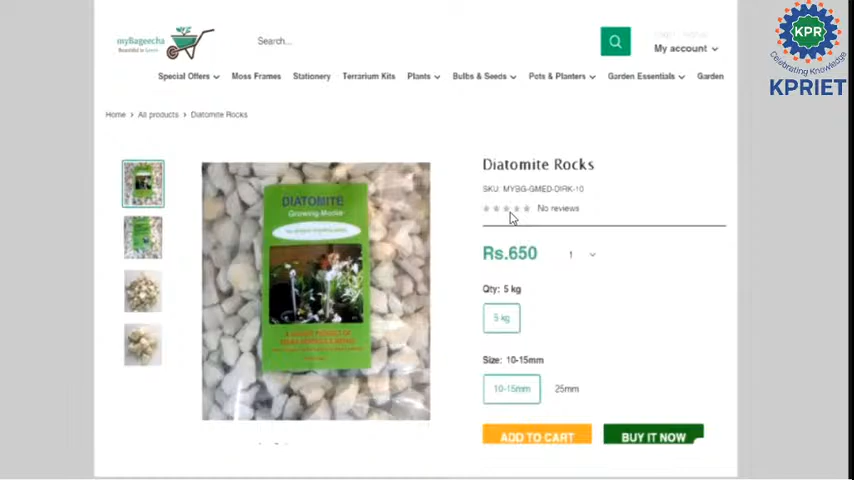 myBageecha
Search...
My account
Special Offers
Moss Frames
Stationery
Terrarium Kits
Plants
Bulbs & Seeds
Pots & Planters
Garden Essentials
Garden
KPR
Celebrating Knowledge
KPRIET
Home > All products > Diatomite Rocks
DIATOMITE
Growing Media
Diatomite Rocks
SKU: MYBG-GMED-DIRK-10
No reviews
Rs.650
1
Qty: 5 kg
5 kg
Size: 10-15mm
10-15mm
25mm
ADD TO CART
BUY IT NOW